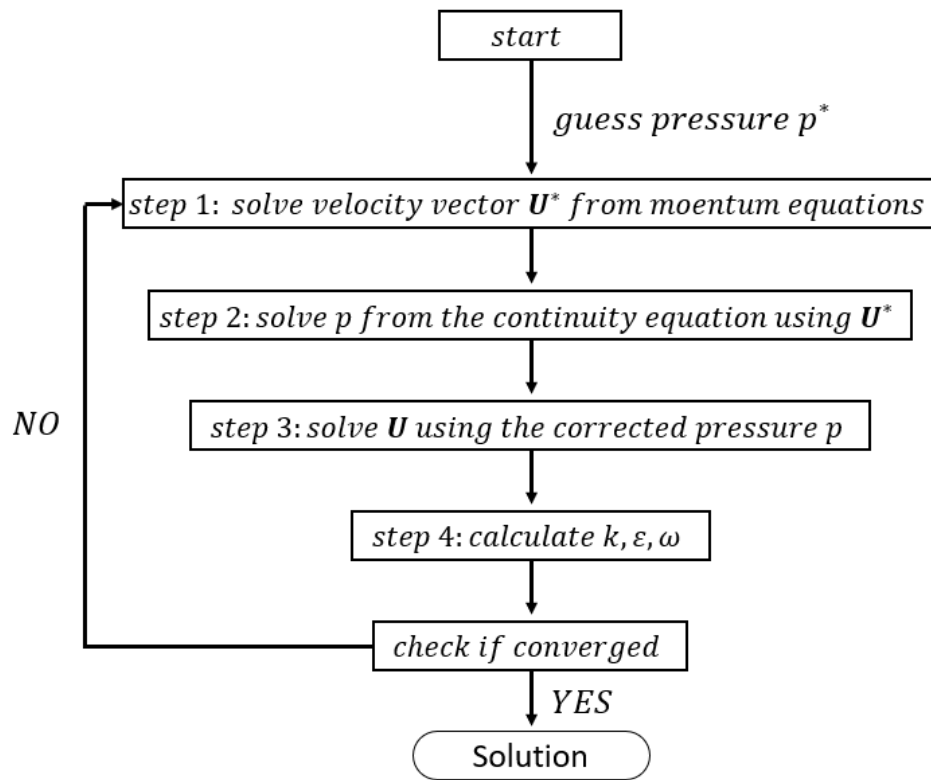 start
guess pressure p*
step 1: solve velocity vector U* from moentum equations
step 2: solve p from the continuity equation using U*
NO
step 3: solve U using the corrected pressure p
step 4: calculate k, ε, ω
check if converged
YES
Solution